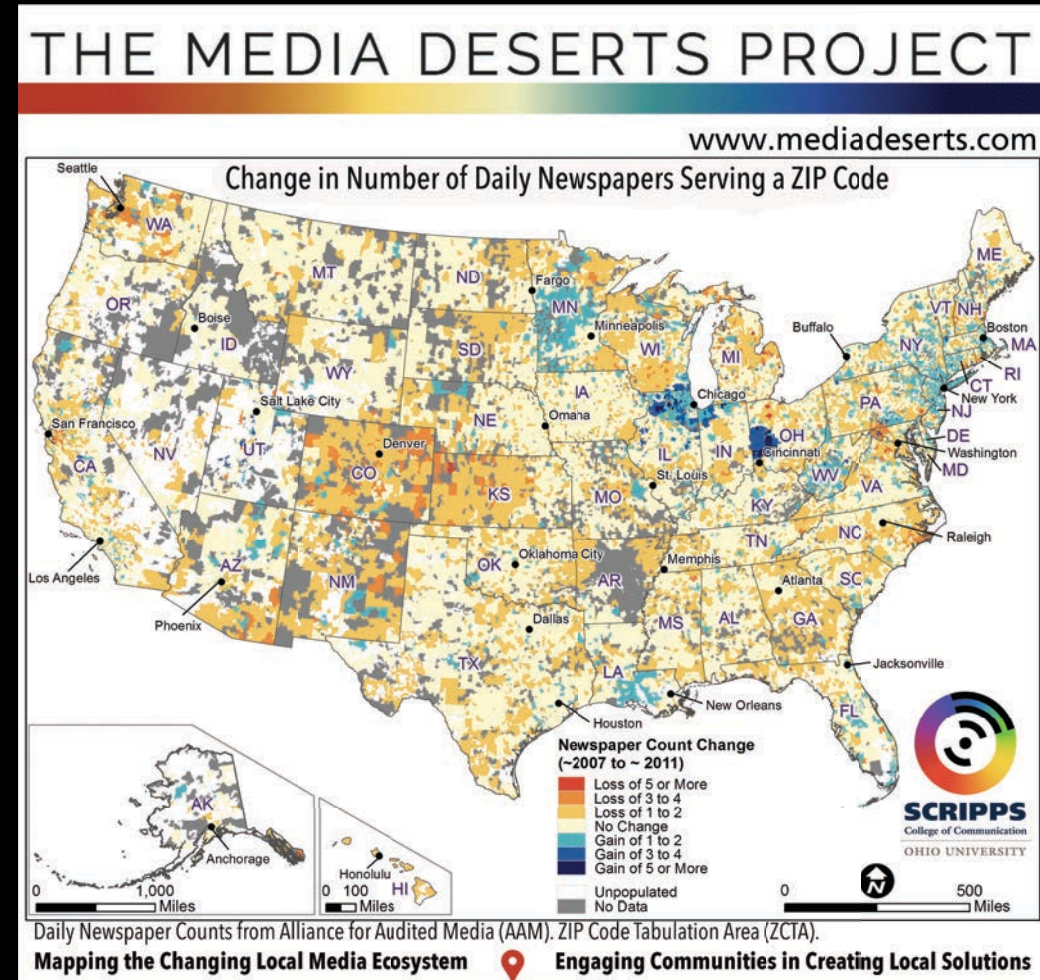 THE MEDIA DESERTS PROJECT
www.mediadeserts.com
Change in Number of Daily Newspapers Serving a ZIP Code
Seattle
WA
ME
MT
ND
VT
NH
Fargo
OR
MN
Boise
Buffalo
Boston
ID
Minneapolis
MA
SD
WI
NY
MI
RI
WY
CT
Chicago
New York
IA
Salt Lake City
PA
NJ
NE
Omaha
San Francisco
OH
DE
Denver
UT
IL
IN
Washington
NV
Cincinnati
CA
CO
WV
MD
St. Louis
KS
MO
VA
KY
NC
Raleigh
TN
Oklahoma City
Memphis
Los Angeles
AZ
OK
AR
NM
SC
Atlanta
Phoenix
Dallas
MS
AL
GA
TX
Jacksonville
LA
New Orleans
FL
Houston
Newspaper Count Change
(~2007 to ~ 2011)
Loss of 5 or More
Loss of 3 to 4
Loss of 1 to 2
No Change
Gain of 1 to 2
Gain of 3 to 4
Gain of 5 or More
Unpopulated
No Data
AK
Anchorage
0 1,000
Miles
Honolulu
HI
0 100
Miles
SCRIPPS
College of Communication
OHIO UNIVERSITY
N
0 500
Miles
Daily Newspaper Counts from Alliance for Audited Media (AAM). ZIP Code Tabulation Area (ZCTA).
Mapping the Changing Local Media Ecosystem Engaging Communities in Creating Local Solutions